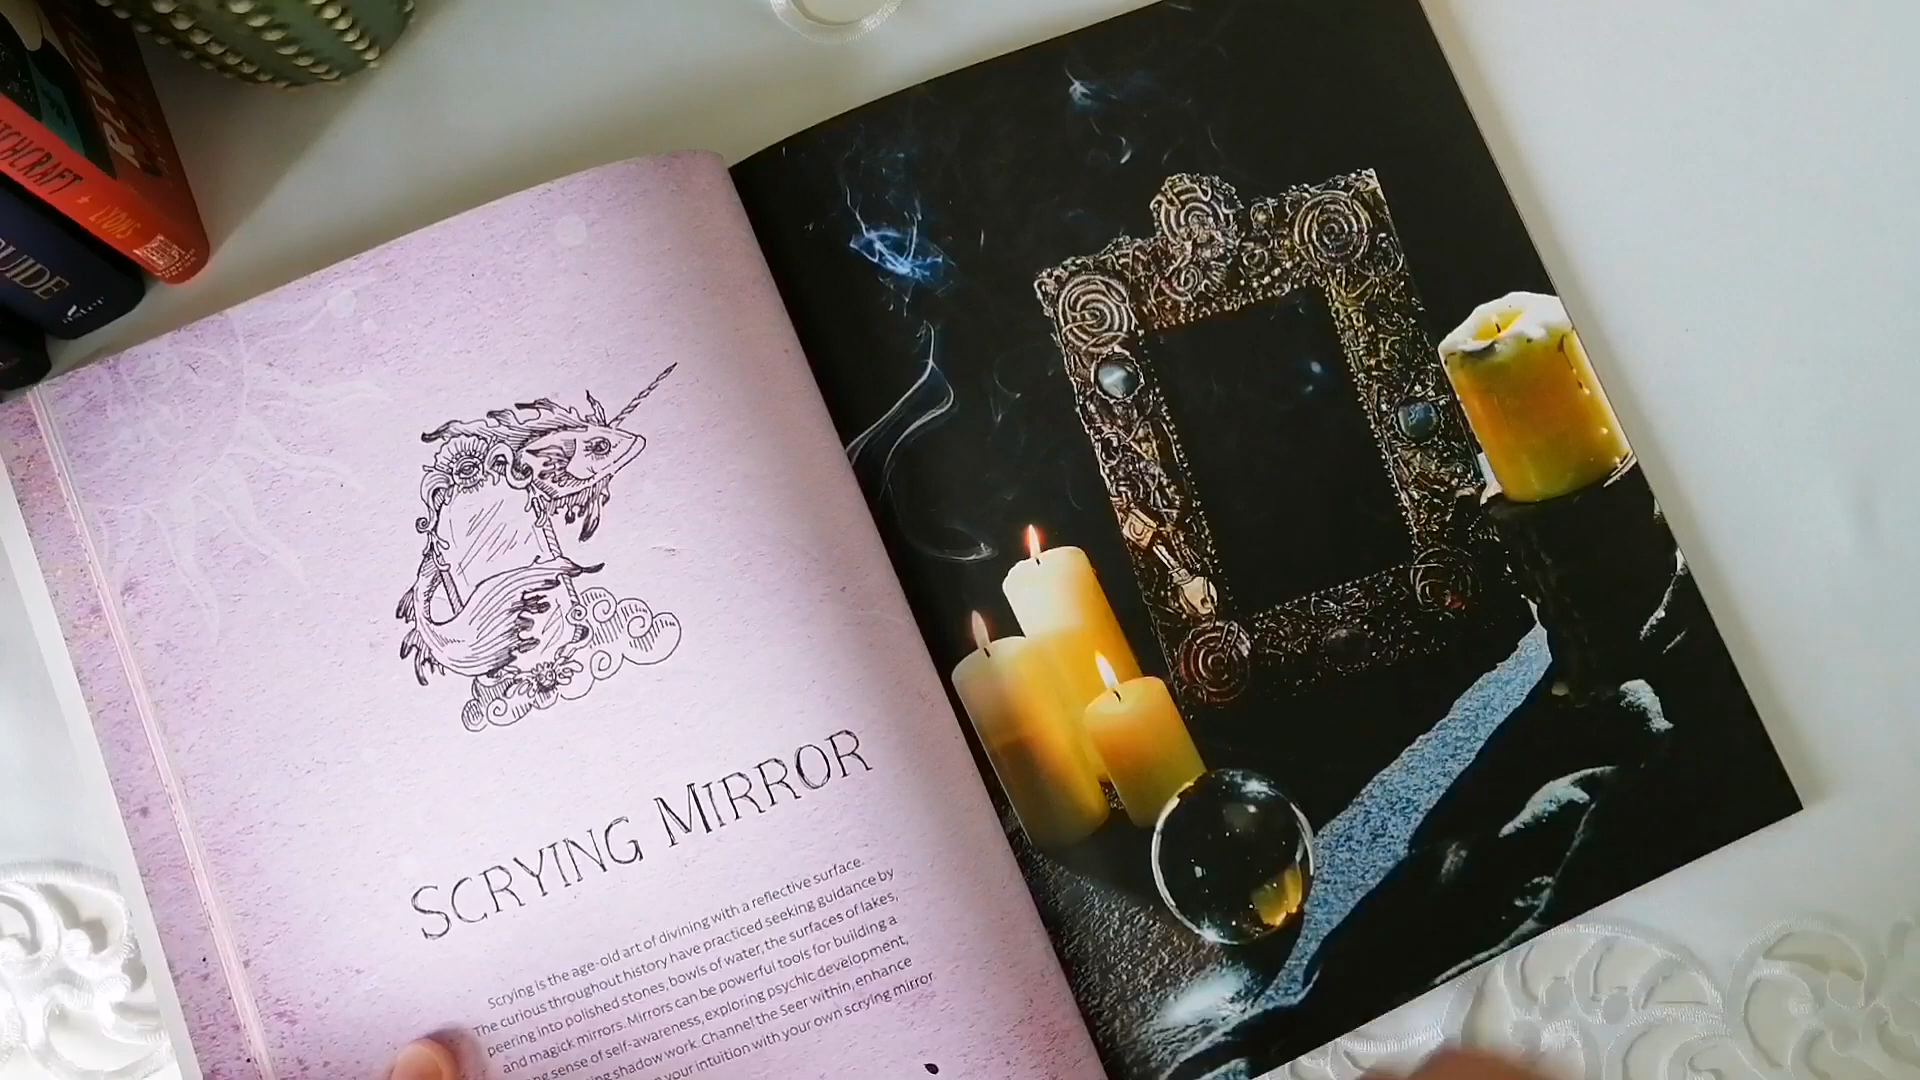 TCHCRAFT ★ LYONS
UIDE
SCRYING MIRROR
Scrying is the age-old art of divining with a reflective surface.
The curious throughout history have practiced seeking guidance by
peering into polished stones, bowls of water, the surfaces of lakes,
and magick mirrors. Mirrors can be powerful tools for building a
sense of self-awareness, exploring psychic development,
shadow work. Channel the Seer within, enhance
your intuition with your own scrying mirror.